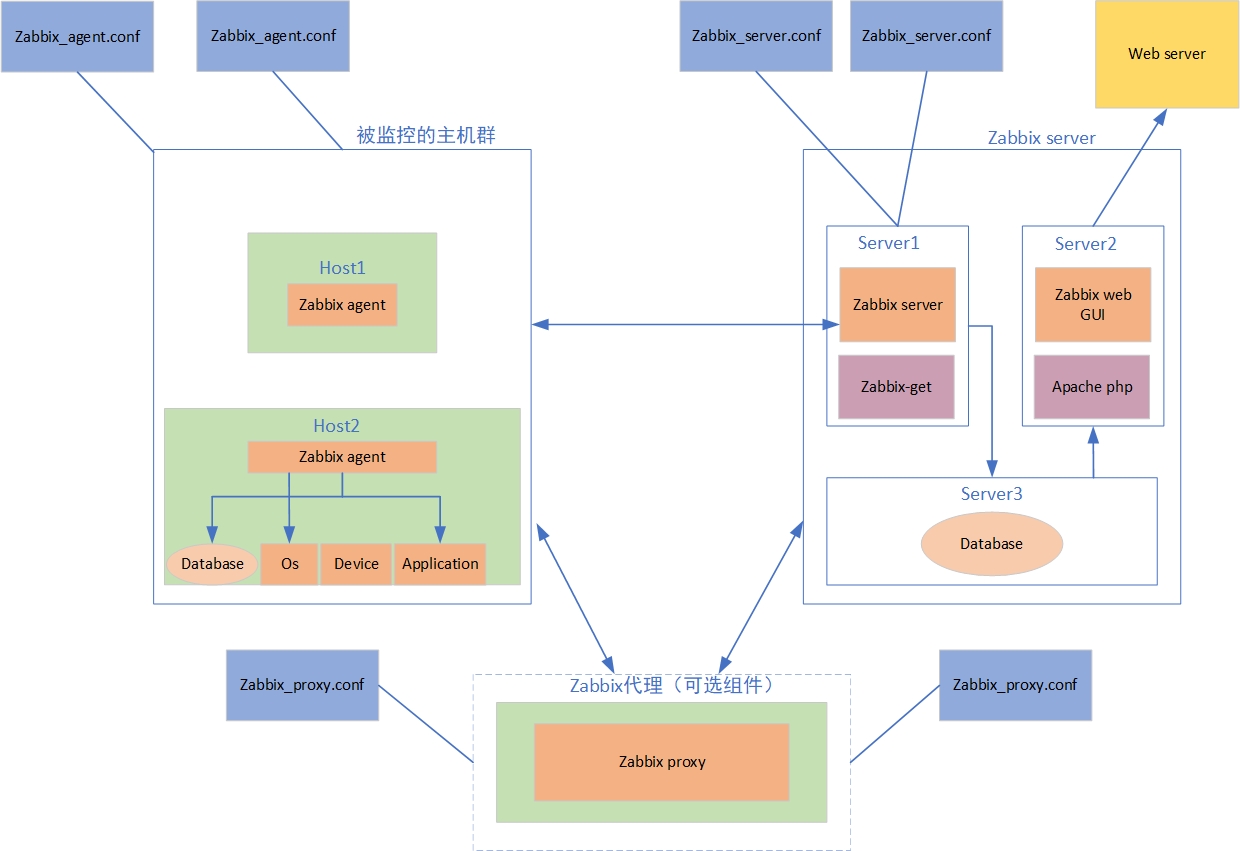 Zabbix_agent.conf
Zabbix_agent.conf
Zabbix_server.conf
Zabbix_server.conf
Web server
被监控的主机群
Zabbix server
Host1
Zabbix agent
Server1
Zabbix server
Zabbix-get
Server2
Zabbix web
GUI
Apache php
Host2
Zabbix agent
Database
Os
Device
Application
Server3
Database
Zabbix_proxy.conf
Zabbix代理（可选组件）
Zabbix proxy
Zabbix_proxy.conf